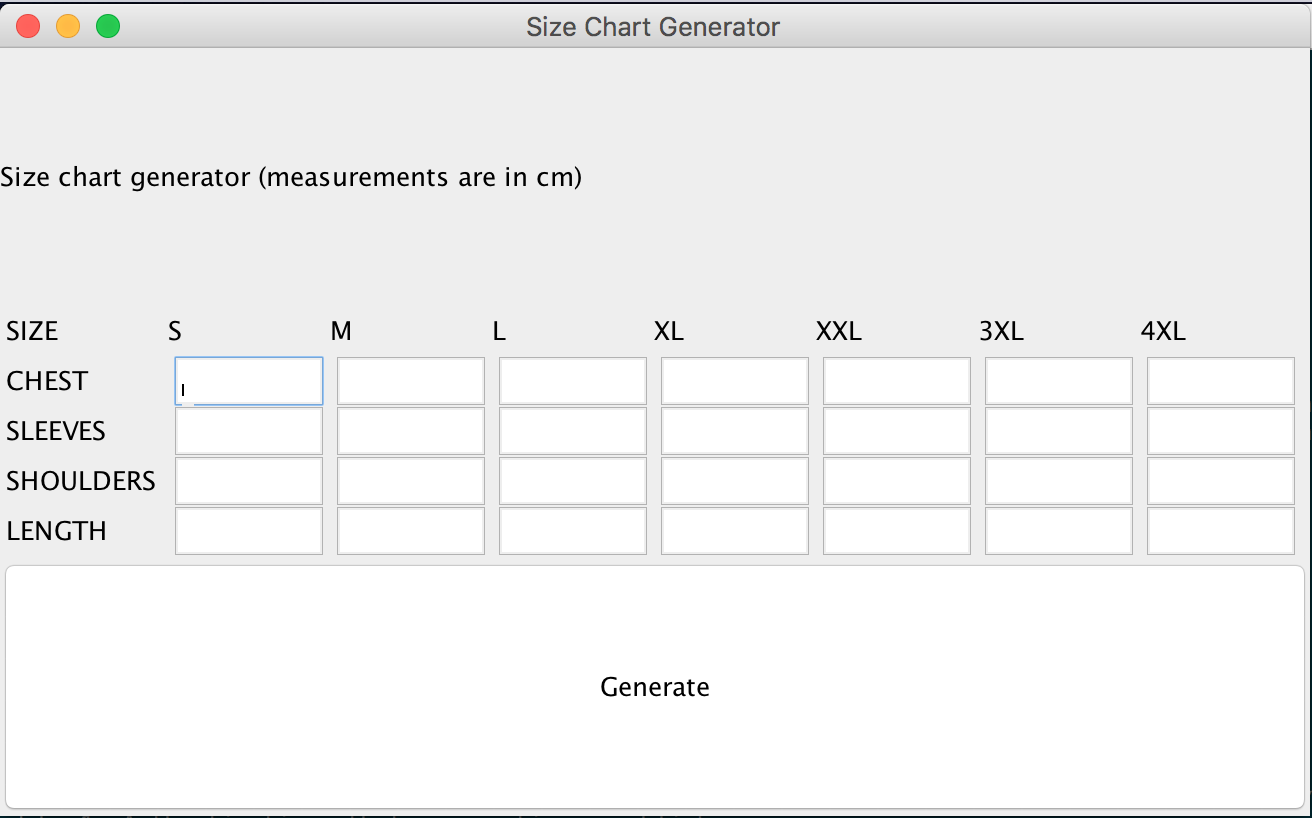 Size Chart Generator
Size chart generator (measurements are in cm)
SIZE S M L XL XXL 3XL 4XL
CHEST
SLEEVES
SHOULDERS
LENGTH
Generate